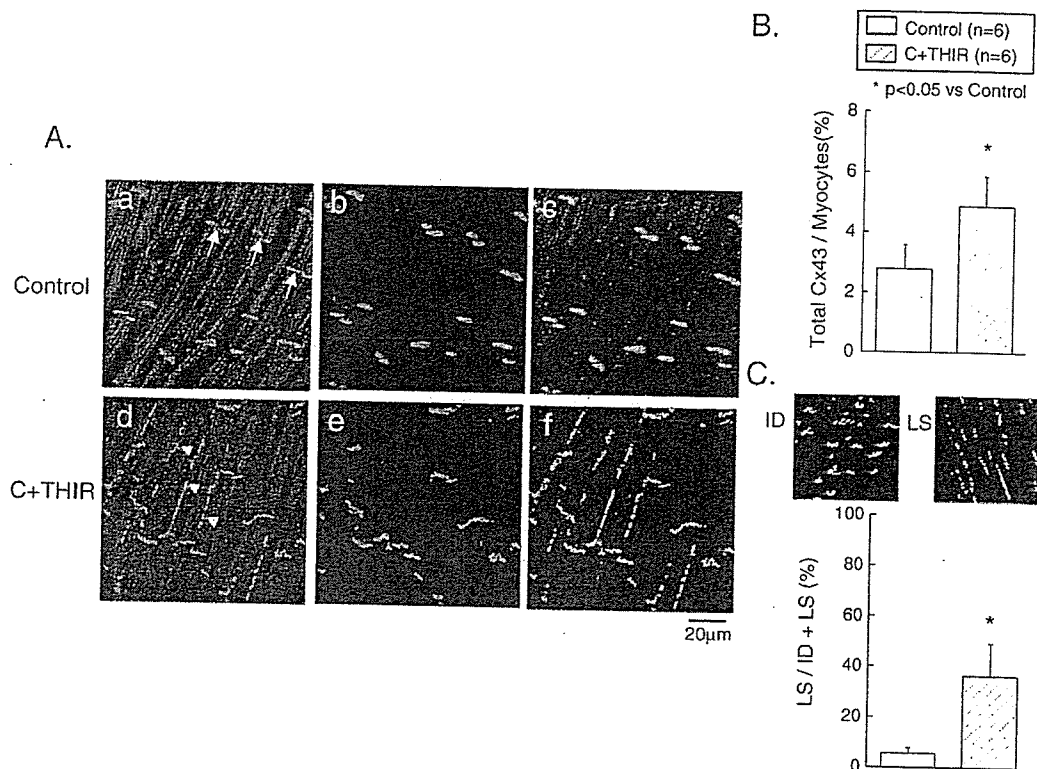 A.
a
b
c
Control
d
e
f
C+THIR
20μm
B.
Control (n=6)
C+THIR (n=6)
* p<0.05 vs Control
Total Cx43 / Myocytes(%)
8
6
4
2
0
*
C.
ID
LS
LS / ID + LS (%)
100
80
60
40
20
0
*